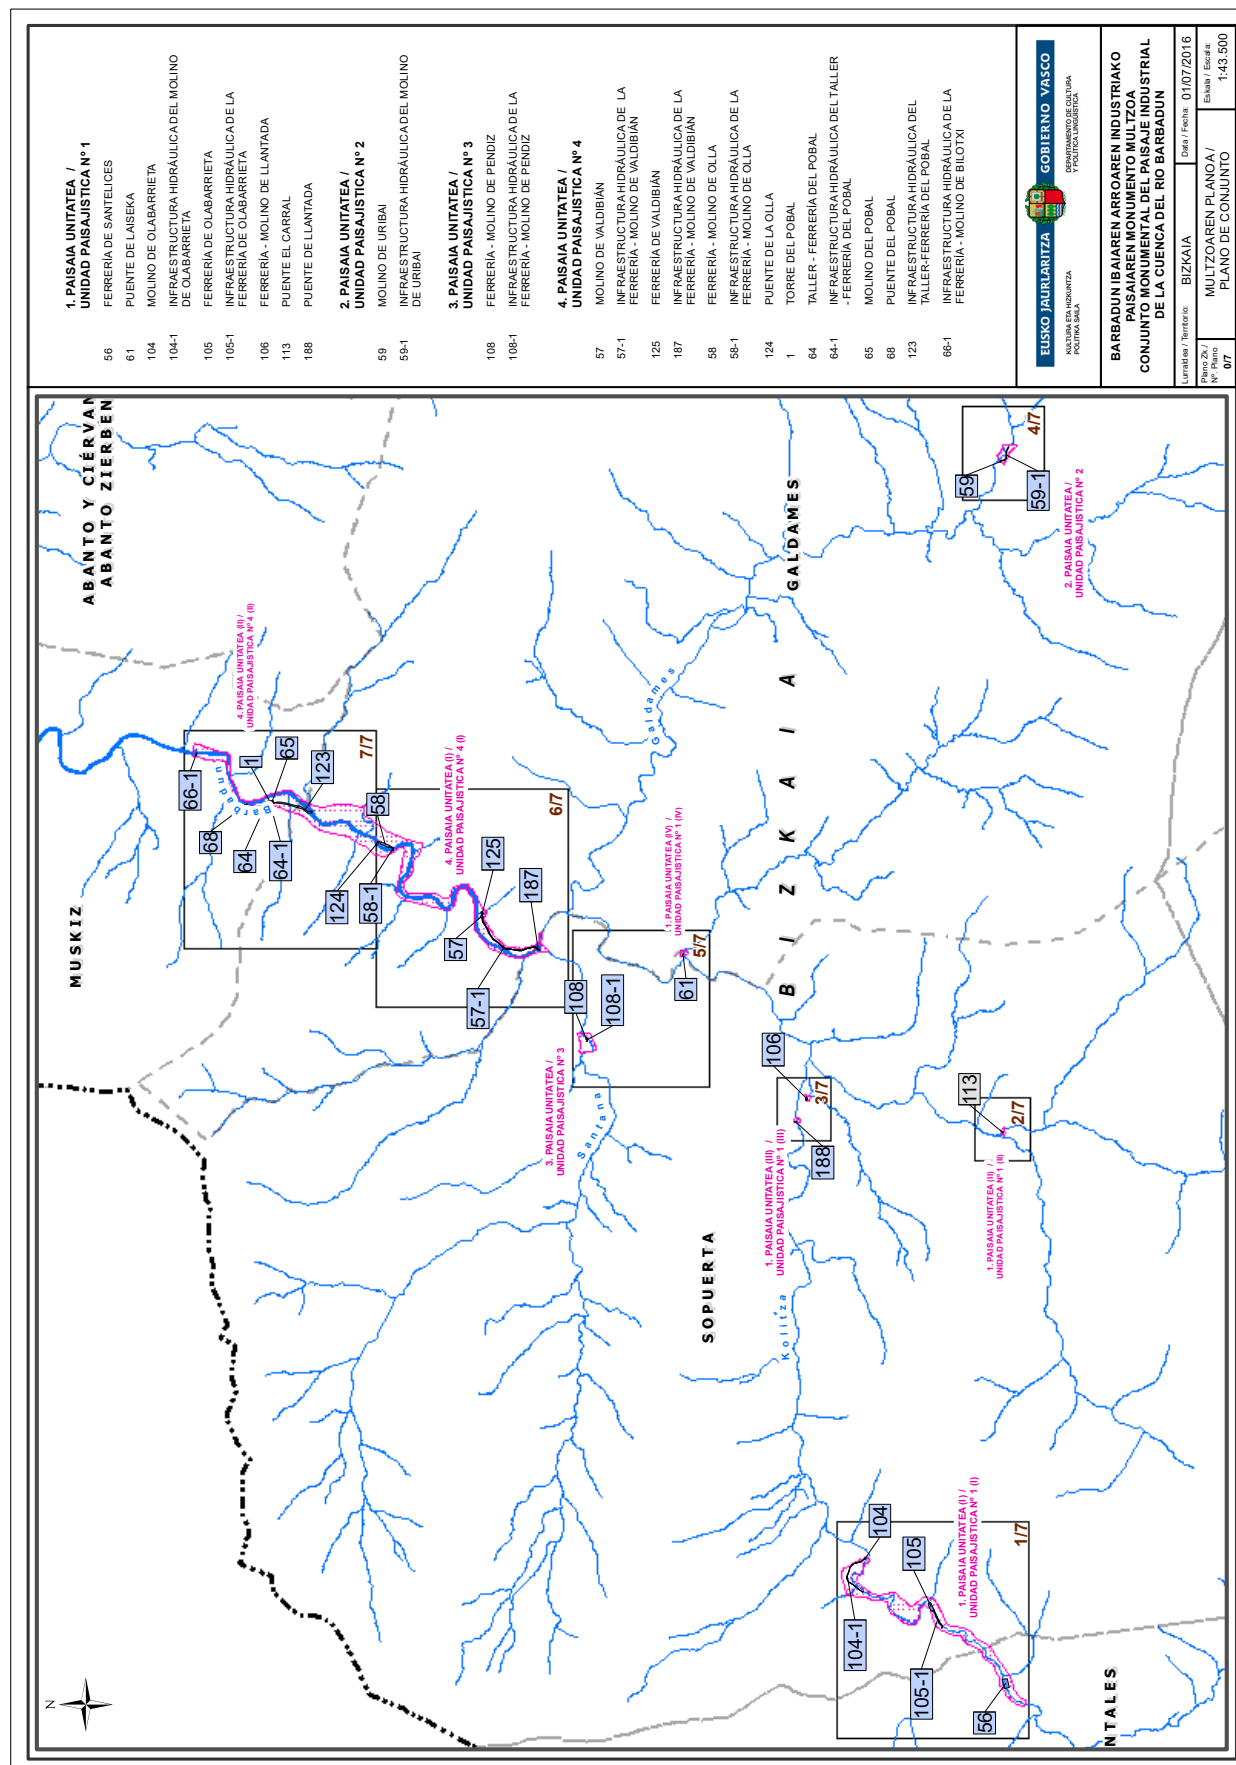 N
MUSKIZ
ABANTO Y CIÉRVAN
ABANTO ZIERBEN
GALDAMES
B I Z K A I A
SOPUERTA
NTALES
Barbadun
Galdames
Santana
Kolitza
4. PAISAIA UNITATEA (II) /
UNIDAD PAISAJISTICA Nº 4 (II)
66-1
68
1
64
65
64-1
123
7/7
4. PAISAIA UNITATEA (I) /
UNIDAD PAISAJISTICA Nº 4 (I)
124
58
58-1
57
125
57-1
187
6/7
3. PAISAIA UNITATEA /
UNIDAD PAISAJISTICA Nº 3
108
108-1
1. PAISAIA UNITATEA (IV) /
UNIDAD PAISAJISTICA Nº 1 (IV)
61
5/7
2. PAISAIA UNITATEA /
UNIDAD PAISAJISTICA Nº 2
59
59-1
4/7
1. PAISAIA UNITATEA (III) /
UNIDAD PAISAJISTICA Nº 1 (III)
106
188
3/7
1. PAISAIA UNITATEA (II) /
UNIDAD PAISAJISTICA Nº 1 (II)
113
2/7
1. PAISAIA UNITATEA (I) /
UNIDAD PAISAJISTICA Nº 1 (I)
104
104-1
105
105-1
56
1/7
1. PAISAIA UNITATEA /
UNIDAD PAISAJISTICA Nº 1
56 FERRERÍA DE SANTELICES
61 PUENTE DE LAISEKA
104 MOLINO DE OLABARRIETA
104-1 INFRAESTRUCTURA HIDRÁULICA DEL MOLINO
DE OLABARRIETA
105 FERRERÍA DE OLABARRIETA
105-1 INFRAESTRUCTURA HIDRÁULICA DE LA
FERRERÍA DE OLABARRIETA
106 FERRERÍA - MOLINO DE LLANTADA
113 PUENTE EL CARRAL
188 PUENTE DE LLANTADA
2. PAISAIA UNITATEA /
UNIDAD PAISAJISTICA Nº 2
59 MOLINO DE URIBAI
59-1 INFRAESTRUCTURA HIDRÁULICA DEL MOLINO
DE URIBAI
3. PAISAIA UNITATEA /
UNIDAD PAISAJISTICA Nº 3
108 FERRERÍA - MOLINO DE PENDIZ
108-1 INFRAESTRUCTURA HIDRÁULICA DE LA
FERRERÍA - MOLINO DE PENDIZ
4. PAISAIA UNITATEA /
UNIDAD PAISAJISTICA Nº 4
57 MOLINO DE VALDIBIÁN
57-1 INFRAESTRUCTURA HIDRÁULICA DE LA
FERRERÍA - MOLINO DE VALDIBIÁN
125 FERRERÍA DE VALDIBIÁN
187 INFRAESTRUCTURA HIDRÁULICA DE LA
FERRERÍA - MOLINO DE VALDIBIÁN
58 FERRERÍA - MOLINO DE OLLA
58-1 INFRAESTRUCTURA HIDRÁULICA DE LA
FERRERÍA - MOLINO DE OLLA
124 PUENTE DE LA OLLA
1 TORRE DEL POBAL
64 TALLER - FERRERÍA DEL POBAL
64-1 INFRAESTRUCTURA HIDRÁULICA DEL TALLER
- FERRERÍA DEL POBAL
65 MOLINO DEL POBAL
68 PUENTE DEL POBAL
123 INFRAESTRUCTURA HIDRÁULICA DEL
TALLER-FERRERÍA DEL POBAL
66-1 INFRAESTRUCTURA HIDRÁULICA DE LA
FERRERÍA - MOLINO DE BILOTXI
EUSKO JAURLARITZA GOBIERNO VASCO
KULTURA ETA HIZKUNTZA
POLITIKA SAILA
DEPARTAMENTO DE CULTURA
Y POLÍTICA LINGÜÍSTICA
BARBADUN IBAIAREN ARROAREN INDUSTRIAKO
PAISAIAREN MONUMENTU MULTZOA
CONJUNTO MONUMENTAL DEL PAISAJE INDUSTRIAL
DE LA CUENCA DEL RIO BARBADUN
Lurraldea / Territorio: BIZKAIA
Data / Fecha: 01/07/2016
Plano Zk /
Nº. Plano
0/7
MULTZOAREN PLANOA /
PLANO DE CONJUNTO
Eskala / Escala:
1:43.500